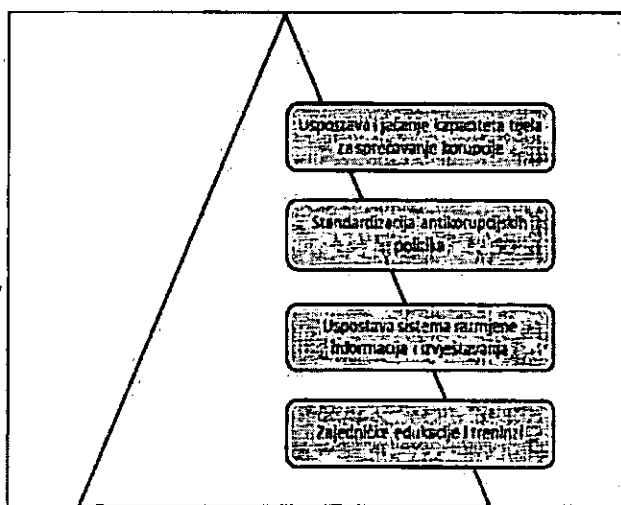 Uspostava i jačanje kapaciteta tijela
za sprečavanje korupcije
Standardizacija antikorupcijskih
politika
Uspostava sistema razmjene
informacija i izvještavanja
Zajedničke edukacije i treninzi